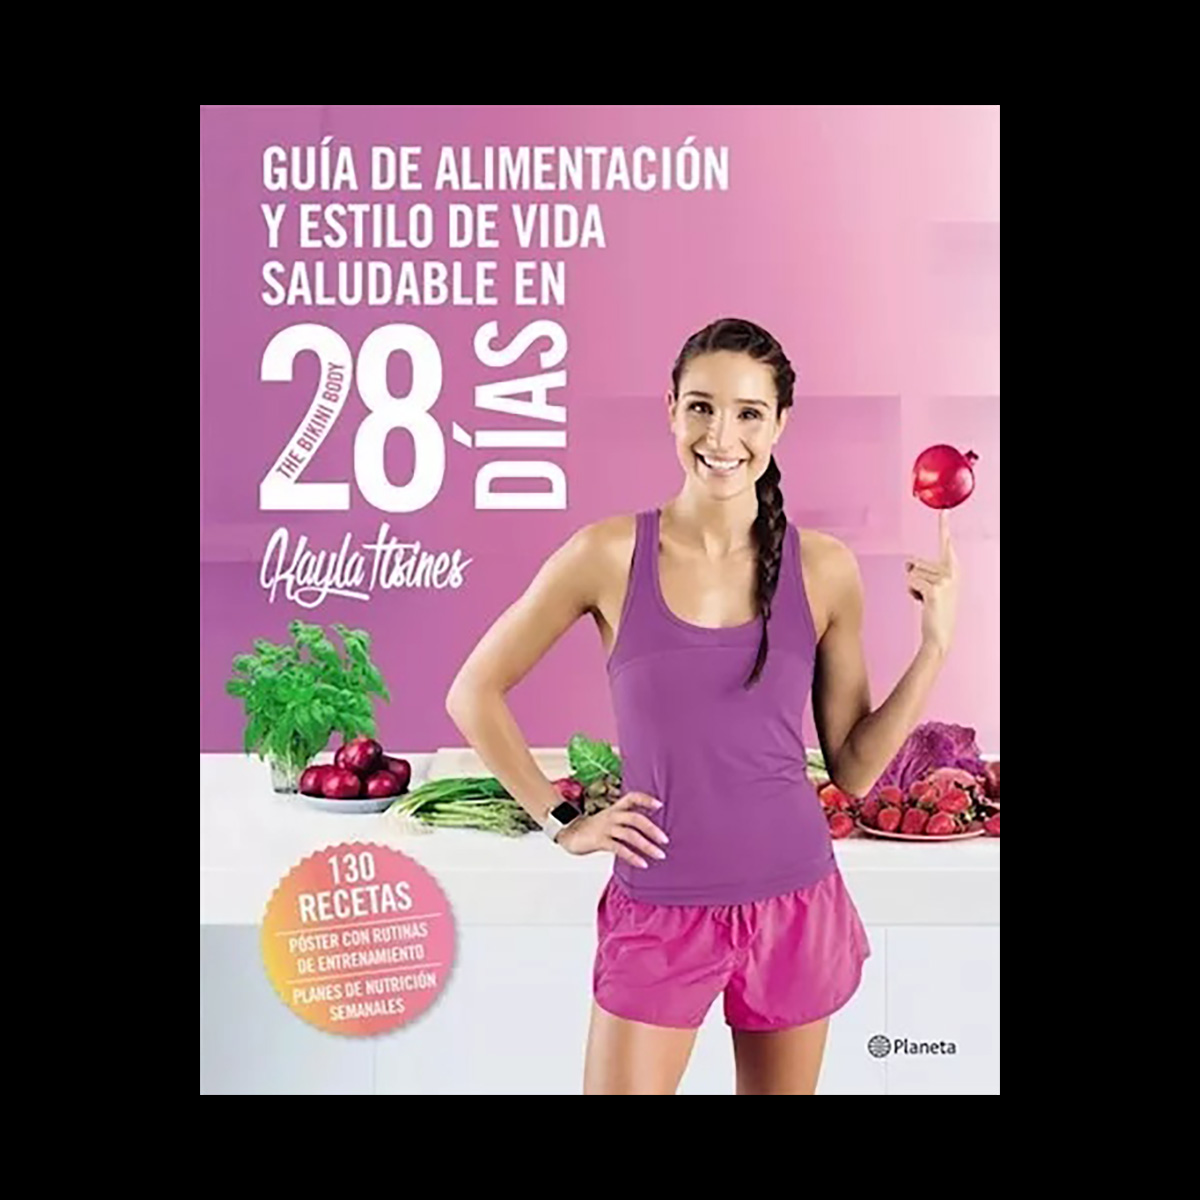 GUÍA DE ALIMENTACIÓN
Y ESTILO DE VIDA
SALUDABLE EN
28 DÍAS
THE BIKINI BODY
Kayla Itsines
130
RECETAS
PÓSTER CON RUTINAS
DE ENTRENAMIENTO
PLANES DE NUTRICIÓN
SEMANALES
Planeta